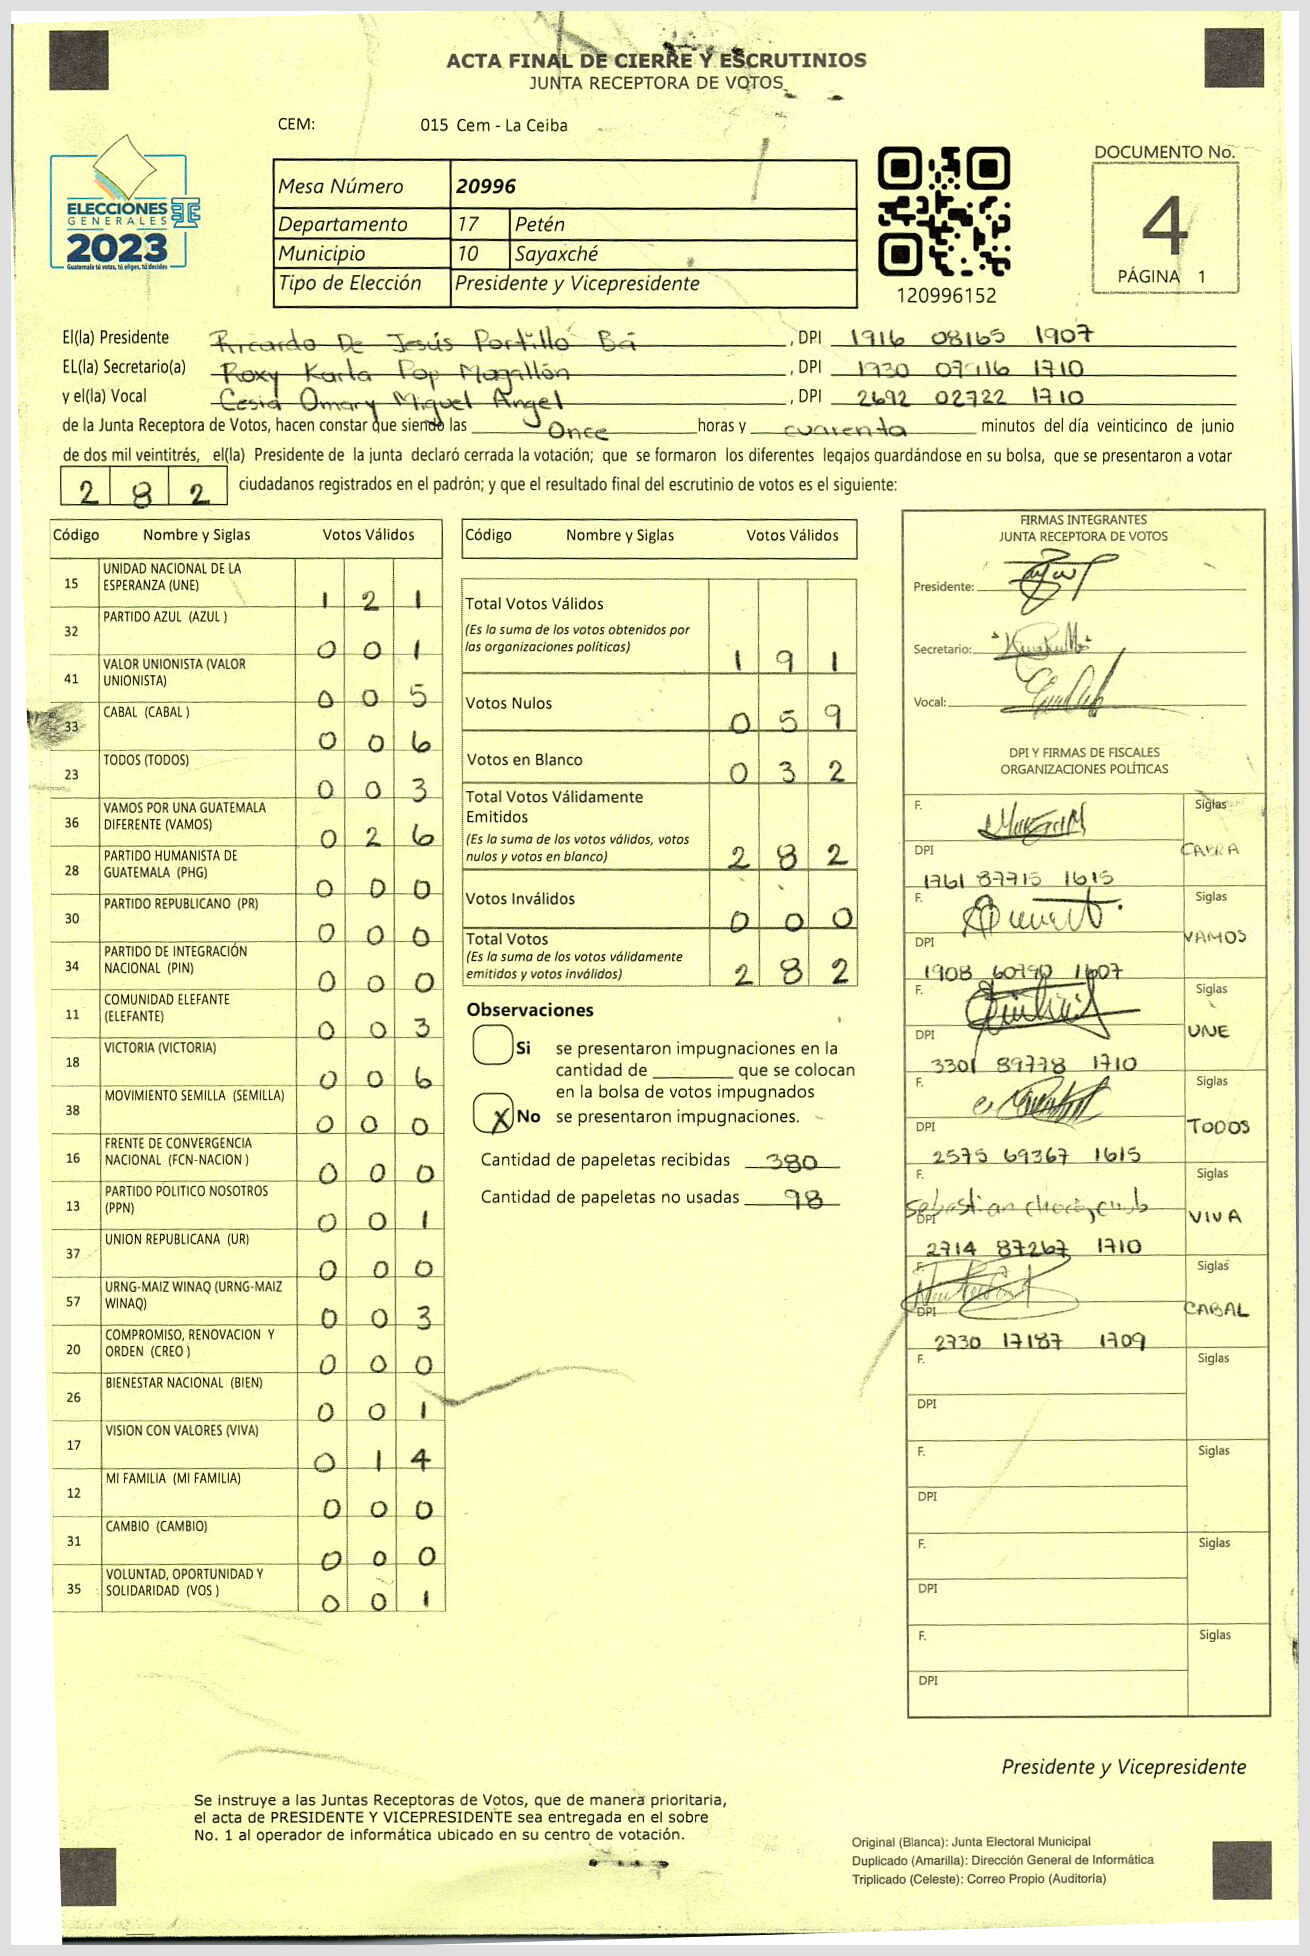 ACTA FINAL DE CIERRE Y ESCRUTINIOS
JUNTA RECEPTORA DE VOTOS
CEM: 015 Cem - La Ceiba
ELECCIONES
GENERALES
2023
Guatemala tú votas, tú eliges, tú decides
Mesa Número 20996
Departamento 17 Petén
Municipio 10 Sayaxché
Tipo de Elección Presidente y Vicepresidente
120996152
DOCUMENTO No.
4
PÁGINA 1
El(la) Presidente Ricardo De Jesús Portillo Bá , DPI 1916 08165 1907
EL(la) Secretario(a) Roxy Karla Pop Magallón , DPI 1930 07916 1710
y el(la) Vocal Cesia Omary Miguel Angel , DPI 2692 02722 1710
de la Junta Receptora de Votos, hacen constar que siendo las Once horas y cuarenta minutos del día veinticinco de junio
de dos mil veintitrés, el(la) Presidente de la junta declaró cerrada la votación; que se formaron los diferentes legajos guardándose en su bolsa, que se presentaron a votar
2 8 2 ciudadanos registrados en el padrón; y que el resultado final del escrutinio de votos es el siguiente:
Código Nombre y Siglas Votos Válidos
15 UNIDAD NACIONAL DE LA ESPERANZA (UNE) 1 2 1
32 PARTIDO AZUL (AZUL ) 0 0 1
41 VALOR UNIONISTA (VALOR UNIONISTA) 0 0 5
33 CABAL (CABAL ) 0 0 6
23 TODOS (TODOS) 0 0 3
36 VAMOS POR UNA GUATEMALA DIFERENTE (VAMOS) 0 2 6
28 PARTIDO HUMANISTA DE GUATEMALA (PHG) 0 0 0
30 PARTIDO REPUBLICANO (PR) 0 0 0
34 PARTIDO DE INTEGRACIÓN NACIONAL (PIN) 0 0 0
11 COMUNIDAD ELEFANTE (ELEFANTE) 0 0 3
18 VICTORIA (VICTORIA) 0 0 6
38 MOVIMIENTO SEMILLA (SEMILLA) 0 0 0
16 FRENTE DE CONVERGENCIA NACIONAL (FCN-NACION ) 0 0 0
13 PARTIDO POLITICO NOSOTROS (PPN) 0 0 1
37 UNION REPUBLICANA (UR) 0 0 0
57 URNG-MAIZ WINAQ (URNG-MAIZ WINAQ) 0 0 3
20 COMPROMISO, RENOVACION Y ORDEN (CREO ) 0 0 0
26 BIENESTAR NACIONAL (BIEN) 0 0 1
17 VISION CON VALORES (VIVA) 0 1 4
12 MI FAMILIA (MI FAMILIA) 0 0 0
31 CAMBIO (CAMBIO) 0 0 0
35 VOLUNTAD, OPORTUNIDAD Y SOLIDARIDAD (VOS ) 0 0 1
Código Nombre y Siglas Votos Válidos
Total Votos Válidos
(Es la suma de los votos obtenidos por
las organizaciones políticas) 1 9 1
Votos Nulos 0 5 9
Votos en Blanco 0 3 2
Total Votos Válidamente
Emitidos
(Es la suma de los votos válidos, votos
nulos y votos en blanco) 2 8 2
Votos Inválidos 0 0 0
Total Votos
(Es la suma de los votos válidamente
emitidos y votos inválidos) 2 8 2
Observaciones
Si se presentaron impugnaciones en la
cantidad de ________ que se colocan
en la bolsa de votos impugnados
X No se presentaron impugnaciones.
Cantidad de papeletas recibidas 380
Cantidad de papeletas no usadas 98
FIRMAS INTEGRANTES
JUNTA RECEPTORA DE VOTOS
Presidente:
Secretario:
Vocal:
DPI Y FIRMAS DE FISCALES
ORGANIZACIONES POLÍTICAS
F. Siglas
DPI
1761 87715 1615
F. Siglas
DPI VAMOS
1908 60790 1607
F. Siglas
DPI UNE
3301 89778 1710
F. Siglas
DPI TODOS
2575 69367 1615
F. Siglas
DPI VIVA
2714 87267 1710
F. Siglas
DPI CABAL
2730 17187 1709
F. Siglas
DPI
F. Siglas
DPI
F. Siglas
DPI
F. Siglas
DPI
Presidente y Vicepresidente
Se instruye a las Juntas Receptoras de Votos, que de manera prioritaria,
el acta de PRESIDENTE Y VICEPRESIDENTE sea entregada en el sobre
No. 1 al operador de informática ubicado en su centro de votación.
Original (Blanca): Junta Electoral Municipal
Duplicado (Amarilla): Dirección General de Informática
Triplicado (Celeste): Correo Propio (Auditoría)